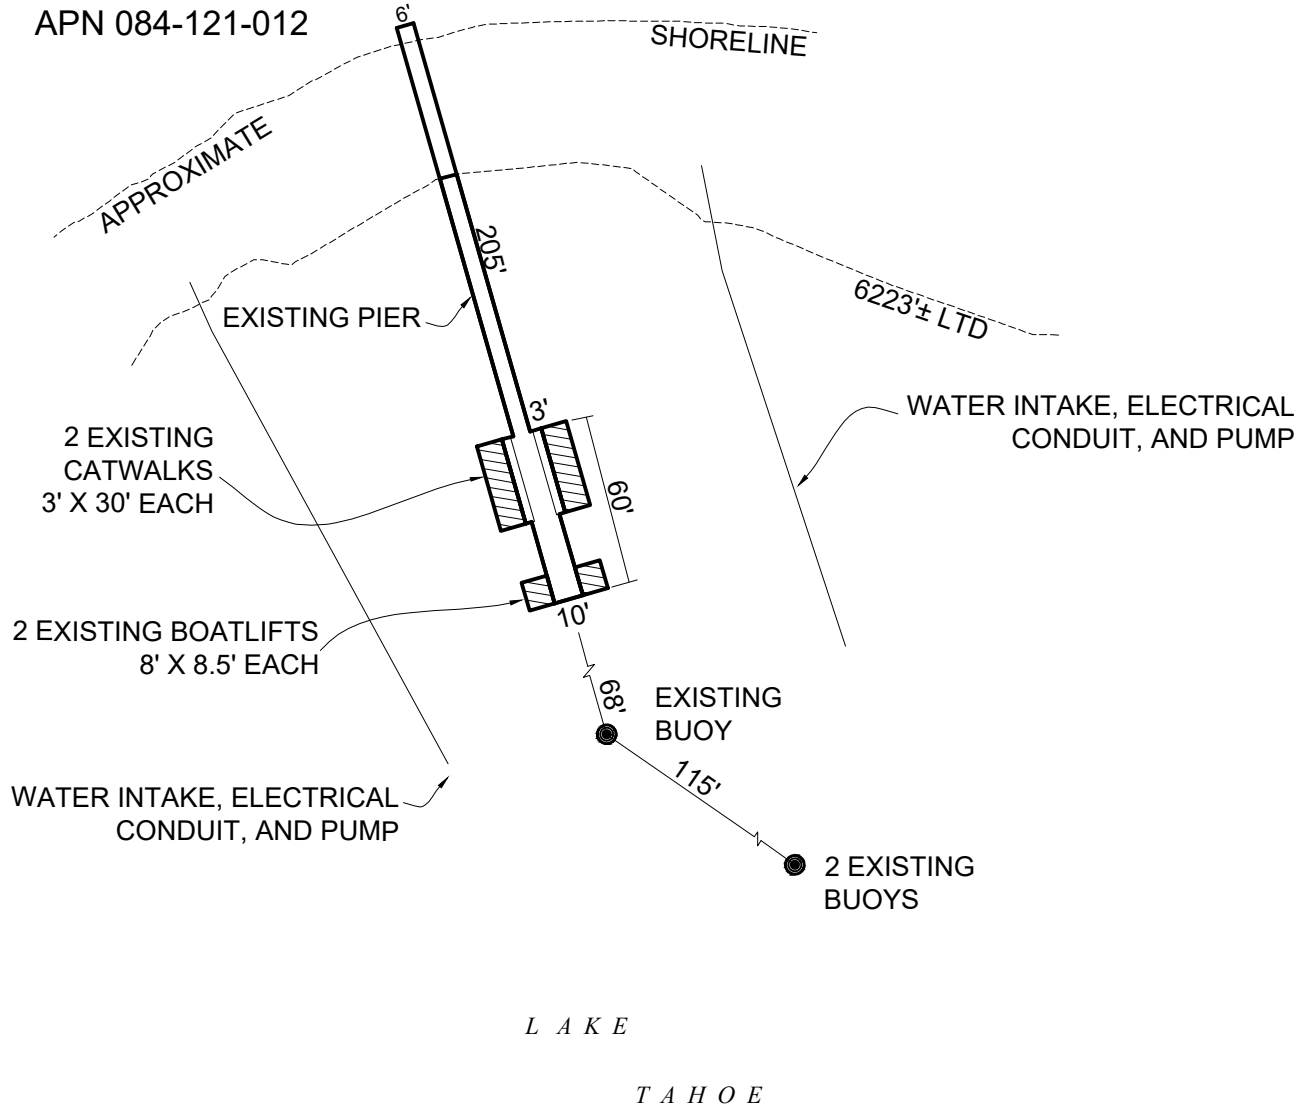 APN 084-121-012
6'
SHORELINE
APPROXIMATE
205'
EXISTING PIER
6223'± LTD
3'
WATER INTAKE, ELECTRICAL
CONDUIT, AND PUMP
2 EXISTING
CATWALKS
3' X 30' EACH
60'
10'
2 EXISTING BOATLIFTS
8' X 8.5' EACH
68'
EXISTING
BUOY
115'
WATER INTAKE, ELECTRICAL
CONDUIT, AND PUMP
2 EXISTING
BUOYS
LAKE
TAHOE